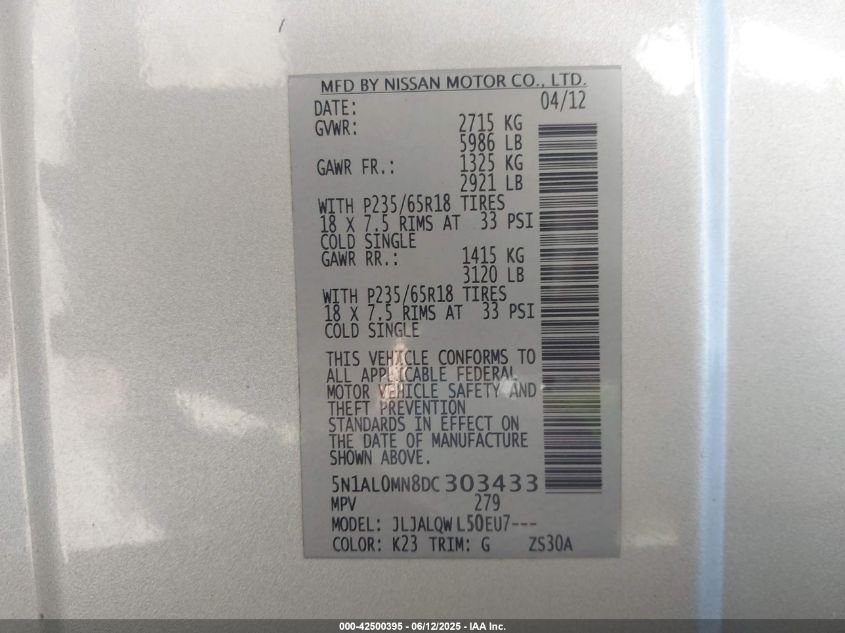 MFD BY NISSAN MOTOR CO., LTD.
DATE: 04/12
GVWR: 2715 KG
5986 LB
GAWR FR.: 1325 KG
2921 LB
WITH P235/65R18 TIRES
18 X 7.5 RIMS AT 33 PSI
COLD SINGLE
GAWR RR.: 1415 KG
3120 LB
WITH P235/65R18 TIRES
18 X 7.5 RIMS AT 33 PSI
COLD SINGLE
THIS VEHICLE CONFORMS TO
ALL APPLICABLE FEDERAL
MOTOR VEHICLE SAFETY AND
THEFT PREVENTION
STANDARDS IN EFFECT ON
THE DATE OF MANUFACTURE
SHOWN ABOVE.
5N1AL0MN8DC303433
MPV 279
MODEL: JLJALQWL50EU7---
COLOR: K23 TRIM: G ZS30A
000-42500395 - 06/12/2025 - IAA Inc.